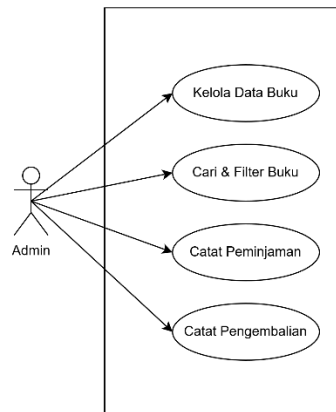 Kelola Data Buku
Cari & Filter Buku
Admin
Catat Peminjaman
Catat Pengembalian